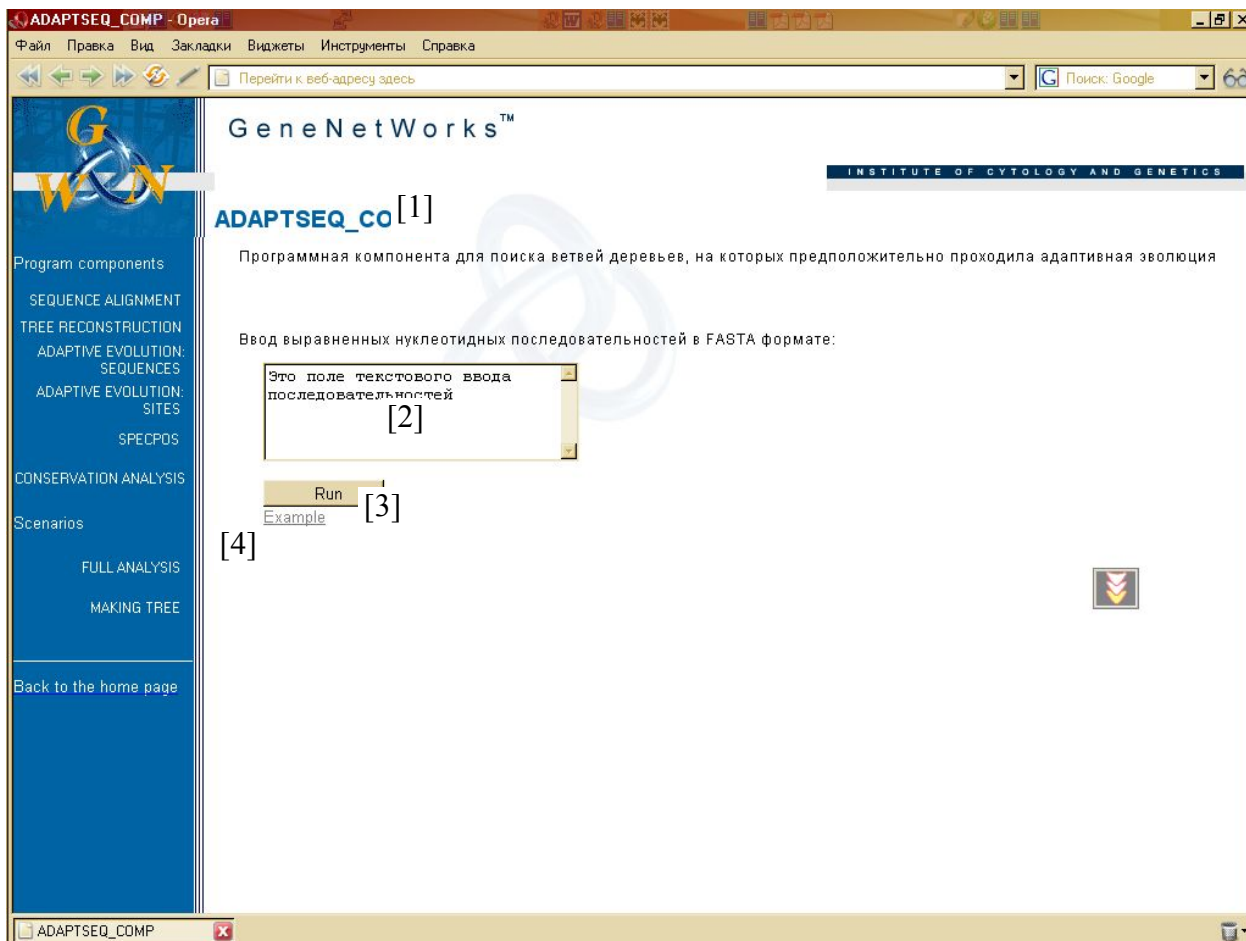 ADAPTSEQ_COMP - Opera
Файл Правка Вид Закладки Виджеты Инструменты Справка
Перейти к веб-адресу здесь
G Поиск: Google
GWN
GeneNetWorks™
INSTITUTE OF CYTOLOGY AND GENETICS
ADAPTSEQ_CO [1]
Программная компонента для поиска ветвей деревьев, на которых предположительно проходила адаптивная эволюция
Ввод выравненных нуклеотидных последовательностей в FASTA формате:
Это поле текстового ввода
последовательностей
[2]
Run [3]
Example
[4]
Program components
SEQUENCE ALIGNMENT
TREE RECONSTRUCTION
ADAPTIVE EVOLUTION:
SEQUENCES
ADAPTIVE EVOLUTION:
SITES
SPECPOS
CONSERVATION ANALYSIS
Scenarios
FULL ANALYSIS
MAKING TREE
Back to the home page
ADAPTSEQ_COMP